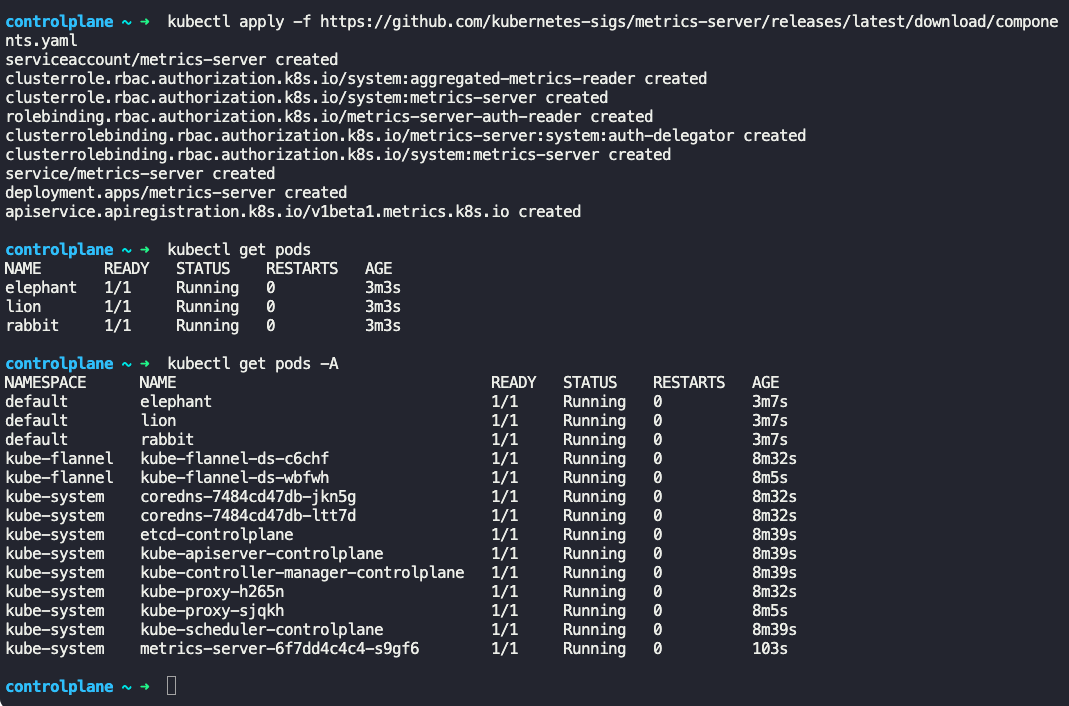 controlplane ~ ➜  kubectl apply -f https://github.com/kubernetes-sigs/metrics-server/releases/latest/download/compone
nts.yaml
serviceaccount/metrics-server created
clusterrole.rbac.authorization.k8s.io/system:aggregated-metrics-reader created
clusterrole.rbac.authorization.k8s.io/system:metrics-server created
rolebinding.rbac.authorization.k8s.io/metrics-server-auth-reader created
clusterrolebinding.rbac.authorization.k8s.io/metrics-server:system:auth-delegator created
clusterrolebinding.rbac.authorization.k8s.io/system:metrics-server created
service/metrics-server created
deployment.apps/metrics-server created
apiservice.apiregistration.k8s.io/v1beta1.metrics.k8s.io created
controlplane ~ ➜  kubectl get pods
NAME       READY   STATUS    RESTARTS   AGE
elephant   1/1     Running   0          3m3s
lion       1/1     Running   0          3m3s
rabbit     1/1     Running   0          3m3s
controlplane ~ ➜  kubectl get pods -A
NAMESPACE      NAME                                   READY   STATUS    RESTARTS   AGE
default        elephant                               1/1     Running   0          3m7s
default        lion                                   1/1     Running   0          3m7s
default        rabbit                                 1/1     Running   0          3m7s
kube-flannel   kube-flannel-ds-c6chf                  1/1     Running   0          8m32s
kube-flannel   kube-flannel-ds-wbfwh                  1/1     Running   0          8m5s
kube-system    coredns-7484cd47db-jkn5g               1/1     Running   0          8m32s
kube-system    coredns-7484cd47db-ltt7d               1/1     Running   0          8m32s
kube-system    etcd-controlplane                      1/1     Running   0          8m39s
kube-system    kube-apiserver-controlplane            1/1     Running   0          8m39s
kube-system    kube-controller-manager-controlplane   1/1     Running   0          8m39s
kube-system    kube-proxy-h265n                       1/1     Running   0          8m32s
kube-system    kube-proxy-sjqkh                       1/1     Running   0          8m5s
kube-system    kube-scheduler-controlplane            1/1     Running   0          8m39s
kube-system    metrics-server-6f7dd4c4c4-s9gf6        1/1     Running   0          103s
controlplane ~ ➜